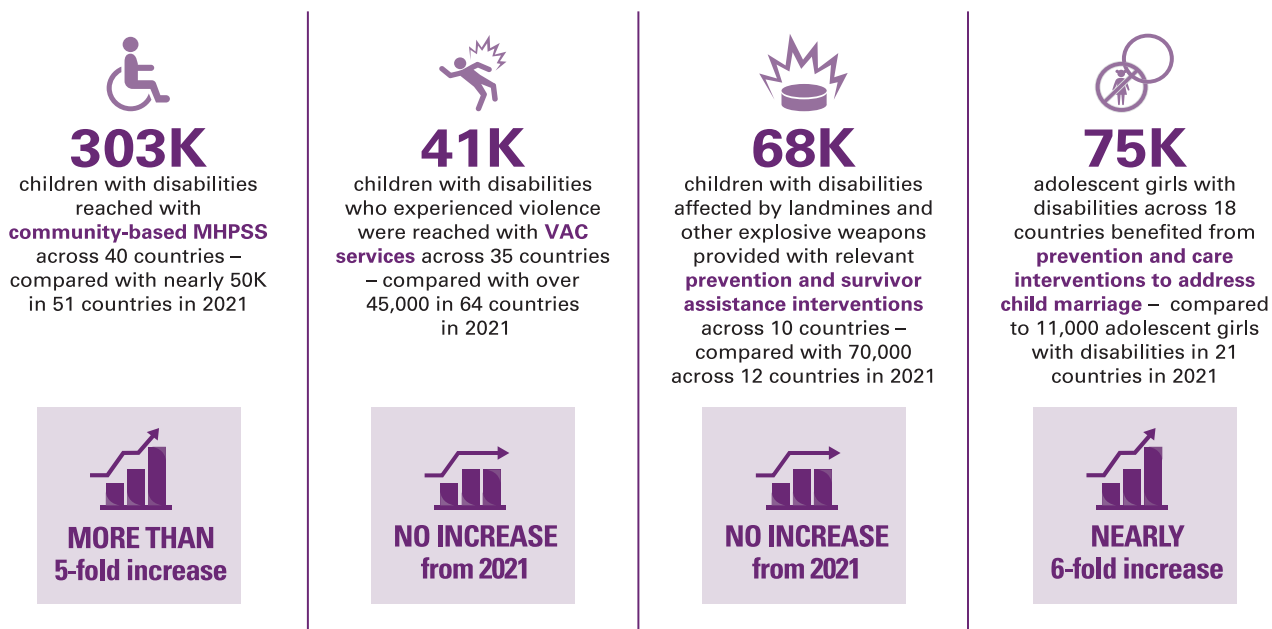 303K
children with disabilities
reached with
community-based MHPSS
across 40 countries –
compared with nearly 50K
in 51 countries in 2021
MORE THAN
5-fold increase
41K
children with disabilities
who experienced violence
were reached with VAC
services across 35 countries
– compared with over
45,000 in 64 countries
in 2021
NO INCREASE
from 2021
68K
children with disabilities
affected by landmines and
other explosive weapons
provided with relevant
prevention and survivor
assistance interventions
across 10 countries –
compared with 70,000
across 12 countries in 2021
NO INCREASE
from 2021
75K
adolescent girls with
disabilities across 18
countries benefited from
prevention and care
interventions to address
child marriage – compared
to 11,000 adolescent girls
with disabilities in 21
countries in 2021
NEARLY
6-fold increase